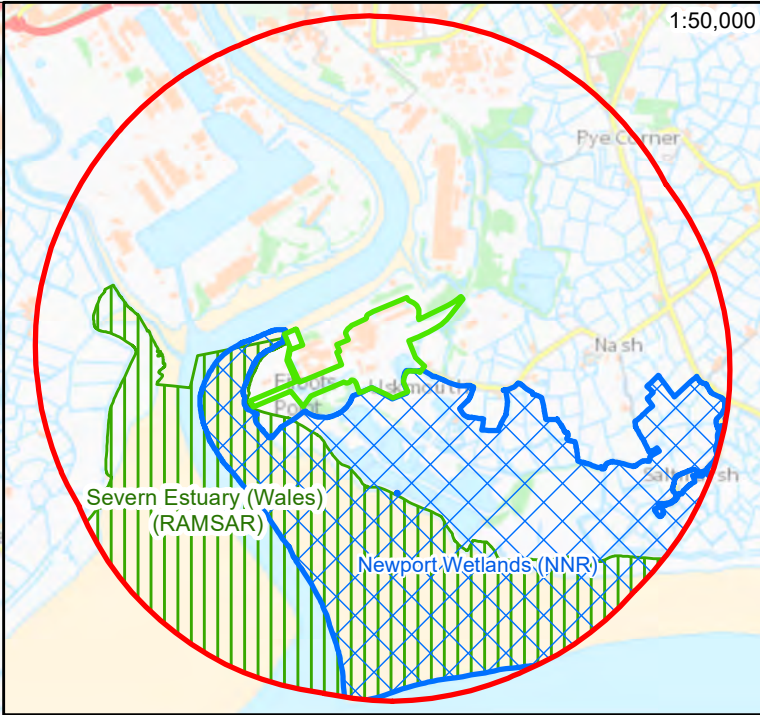 1:50,000
Pye Corner
Nash
Severn Estuary (Wales)
(RAMSAR)
Newport Wetlands (NNR)